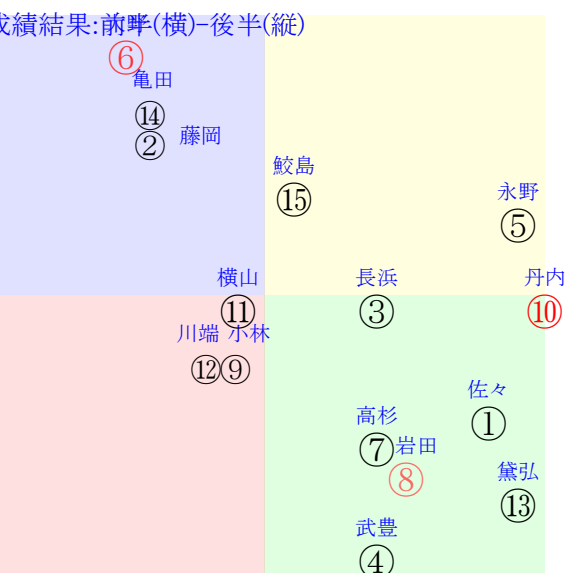 成績結果:前半(横)-後半(縦)
⑥
亀田
⑭
② 藤岡
鮫島
⑮
永野
⑤
横山
⑪
長浜
③
丹内
⑩
川端 小林
⑫⑨
佐々
①
高杉
⑦
岩田
⑧
黛弘
⑬
武豊
④